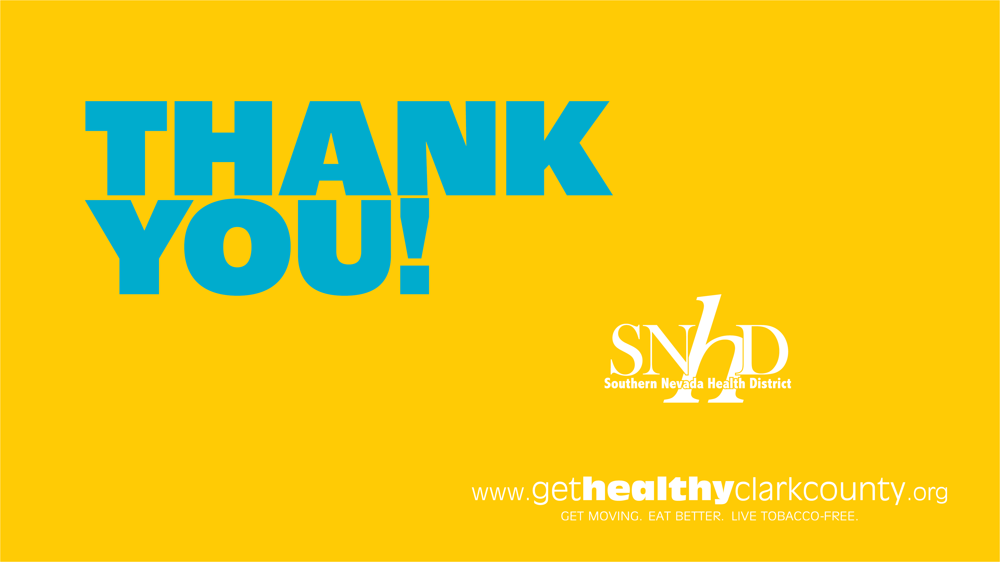 THANK
YOU!
SNhD
Southern Nevada Health District
www.gethealthyclarkcounty.org
GET MOVING. EAT BETTER. LIVE TOBACCO-FREE.